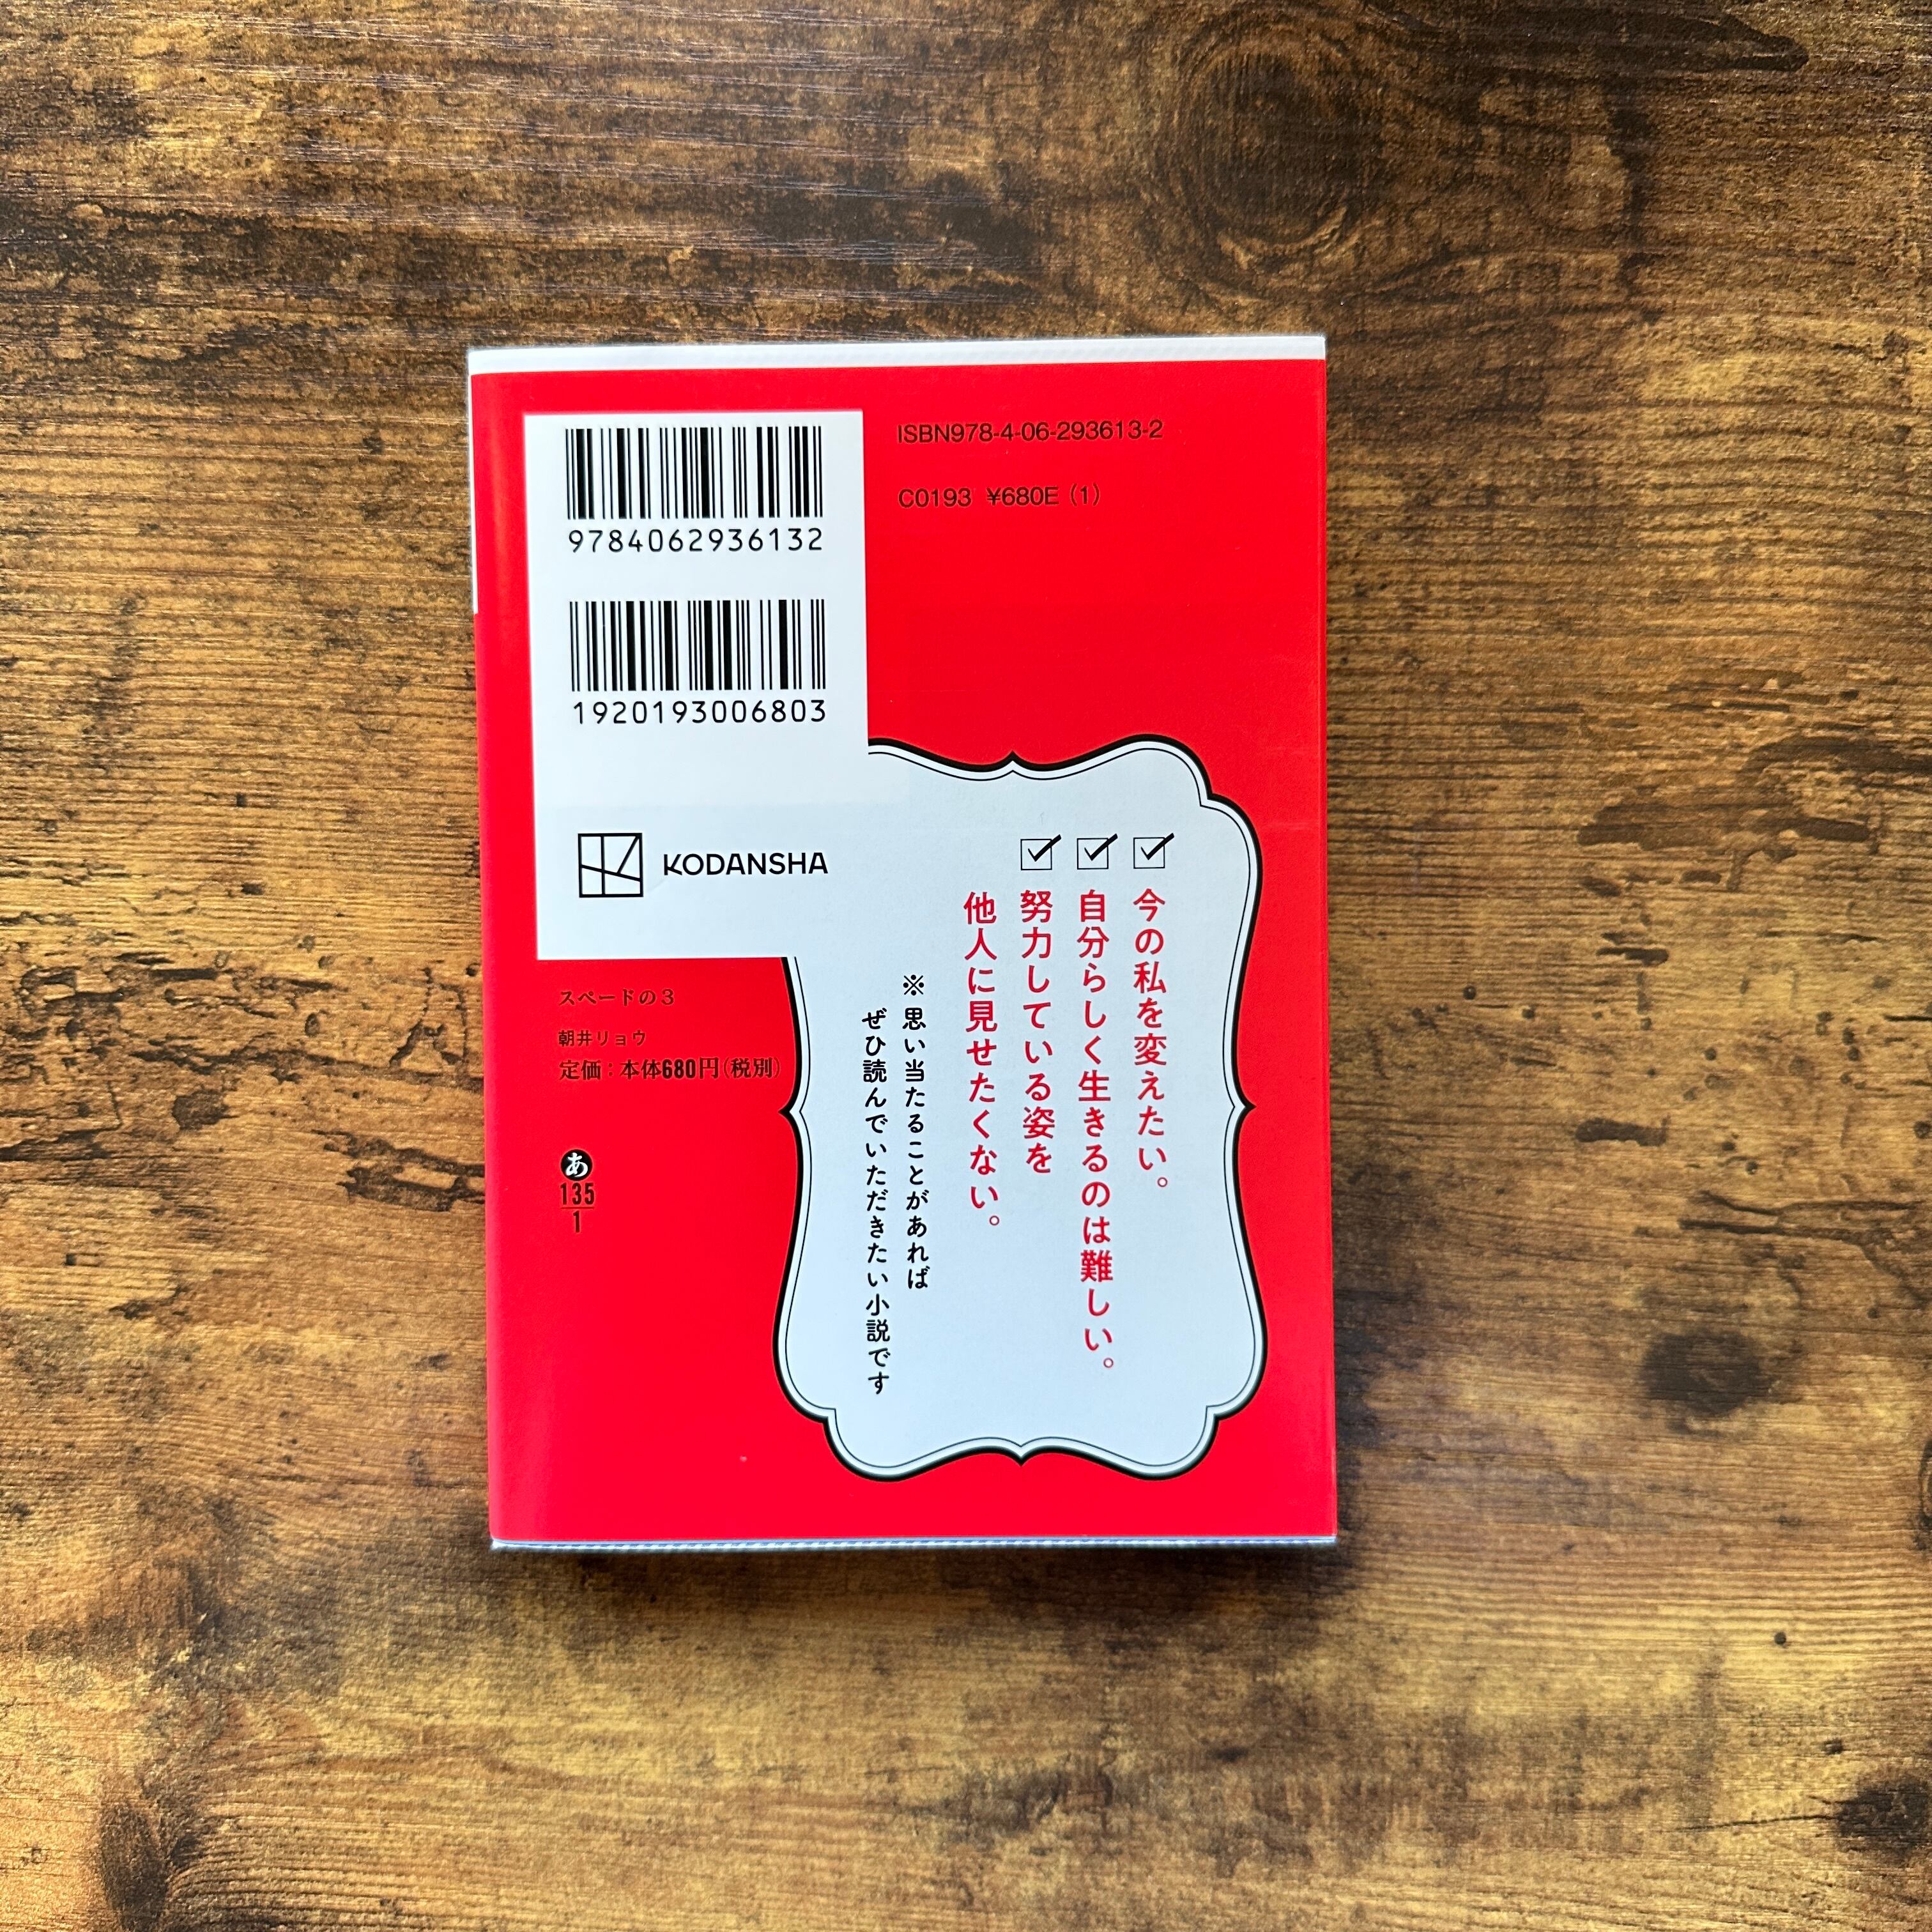 9784062936132
1920193006803
KODANSHA
ISBN978-4-06-293613-2
C0193 ¥680E (1)
今の私を変えたい。
自分らしく生きるのは難しい。
努力している姿を
他人に見せたくない。
※思い当たることがあれば
ぜひ読んでいただきたい小説です
スペードの3
朝井リョウ
定価:本体680円(税別)
あ
135
1